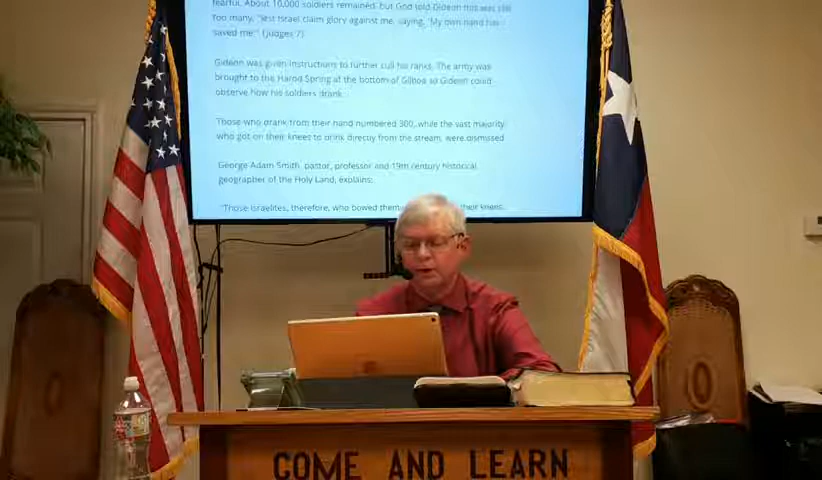 fearful. About 10,000 soldiers remained, but God told Gideon this was still
too many, "lest Israel claim glory against me, saying, 'My own hand has
saved me'" (Judges 7).
Gideon was given instructions to further cull his ranks. The army was
brought to the Harod Spring at the bottom of Gilboa so Gideon could
observe how his soldiers drank.
Those who drank from their hand numbered 300, while the vast majority
who got on their knees to drink directly from the stream, were dismissed
George Adam Smith, pastor, professor and 19th century historical
geographer of the Holy Land, explains:
"Those Israelites, therefore, who bowed their knees
COME AND LEARN